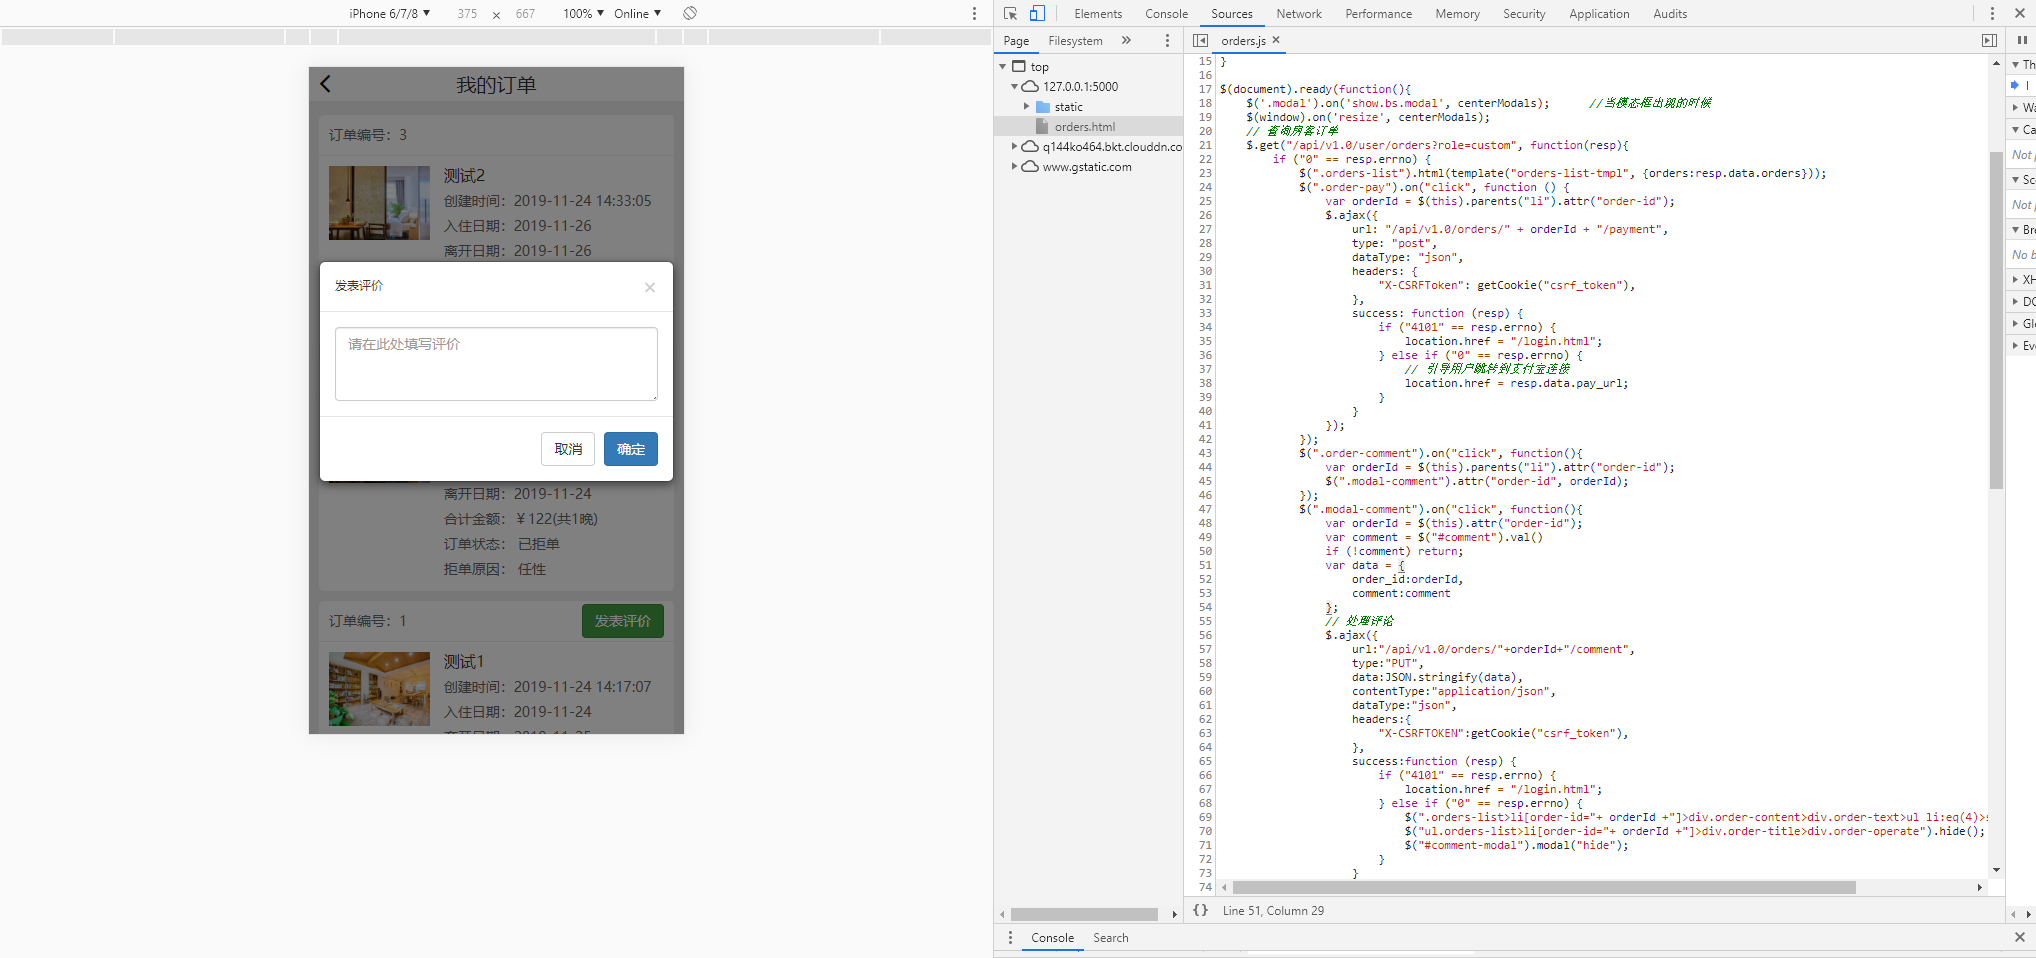 iPhone 6/7/8 ▼ 375 × 667 100% ▼ Online ▼
我的订单
订单编号：3
测试2
创建时间：2019-11-24 14:33:05
入住日期：2019-11-26
离开日期：2019-11-26
发表评价 ×
请在此处填写评价
取消 确定
离开日期：2019-11-24
合计金额：￥122(共1晚)
订单状态： 已拒单
拒单原因： 任性
订单编号：1 发表评价
测试1
创建时间：2019-11-24 14:17:07
入住日期：2019-11-24
离开日期：2019-11-25
Elements Console Sources Network Performance Memory Security Application Audits
Page Filesystem »
top
127.0.0.1:5000
static
orders.html
q144ko464.bkt.clouddn.co
www.gstatic.com
orders.js ×
15 }
16
17 $(document).ready(function(){
18 $('.modal').on('show.bs.modal', centerModals); //当模态框出现的时候
19 $(window).on('resize', centerModals);
20 // 查询房客订单
21 $.get("/api/v1.0/user/orders?role=custom", function(resp){
22 if ("0" == resp.errno) {
23 $(".orders-list").html(template("orders-list-tmpl", {orders:resp.data.orders}));
24 $(".order-pay").on("click", function () {
25 var orderId = $(this).parents("li").attr("order-id");
26 $.ajax({
27 url: "/api/v1.0/orders/" + orderId + "/payment",
28 type: "post",
29 dataType: "json",
30 headers: {
31 "X-CSRFToken": getCookie("csrf_token"),
32 },
33 success: function (resp) {
34 if ("4101" == resp.errno) {
35 location.href = "/login.html";
36 } else if ("0" == resp.errno) {
37 // 引导用户跳转到支付宝连接
38 location.href = resp.data.pay_url;
39 }
40 }
41 });
42 });
43 $(".order-comment").on("click", function(){
44 var orderId = $(this).parents("li").attr("order-id");
45 $(".modal-comment").attr("order-id", orderId);
46 });
47 $(".modal-comment").on("click", function(){
48 var orderId = $(this).attr("order-id");
49 var comment = $("#comment").val()
50 if (!comment) return;
51 var data = {
52 order_id:orderId,
53 comment:comment
54 };
55 // 处理评论
56 $.ajax({
57 url:"/api/v1.0/orders/"+orderId+"/comment",
58 type:"PUT",
59 data:JSON.stringify(data),
60 contentType:"application/json",
61 dataType:"json",
62 headers:{
63 "X-CSRFTOKEN":getCookie("csrf_token"),
64 },
65 success:function (resp) {
66 if ("4101" == resp.errno) {
67 location.href = "/login.html";
68 } else if ("0" == resp.errno) {
69 $(".orders-list>li[order-id="+ orderId +"]>div.order-content>div.order-text>ul li:eq(4)>s
70 $("ul.orders-list>li[order-id="+ orderId +"]>div.order-title>div.order-operate").hide();
71 $("#comment-modal").modal("hide");
72 }
73 }
74
{} Line 51, Column 29
Th
Wa
Ca
Not p
Sc
Not p
Bre
No b
XH
DO
Glo
Eve
Console Search